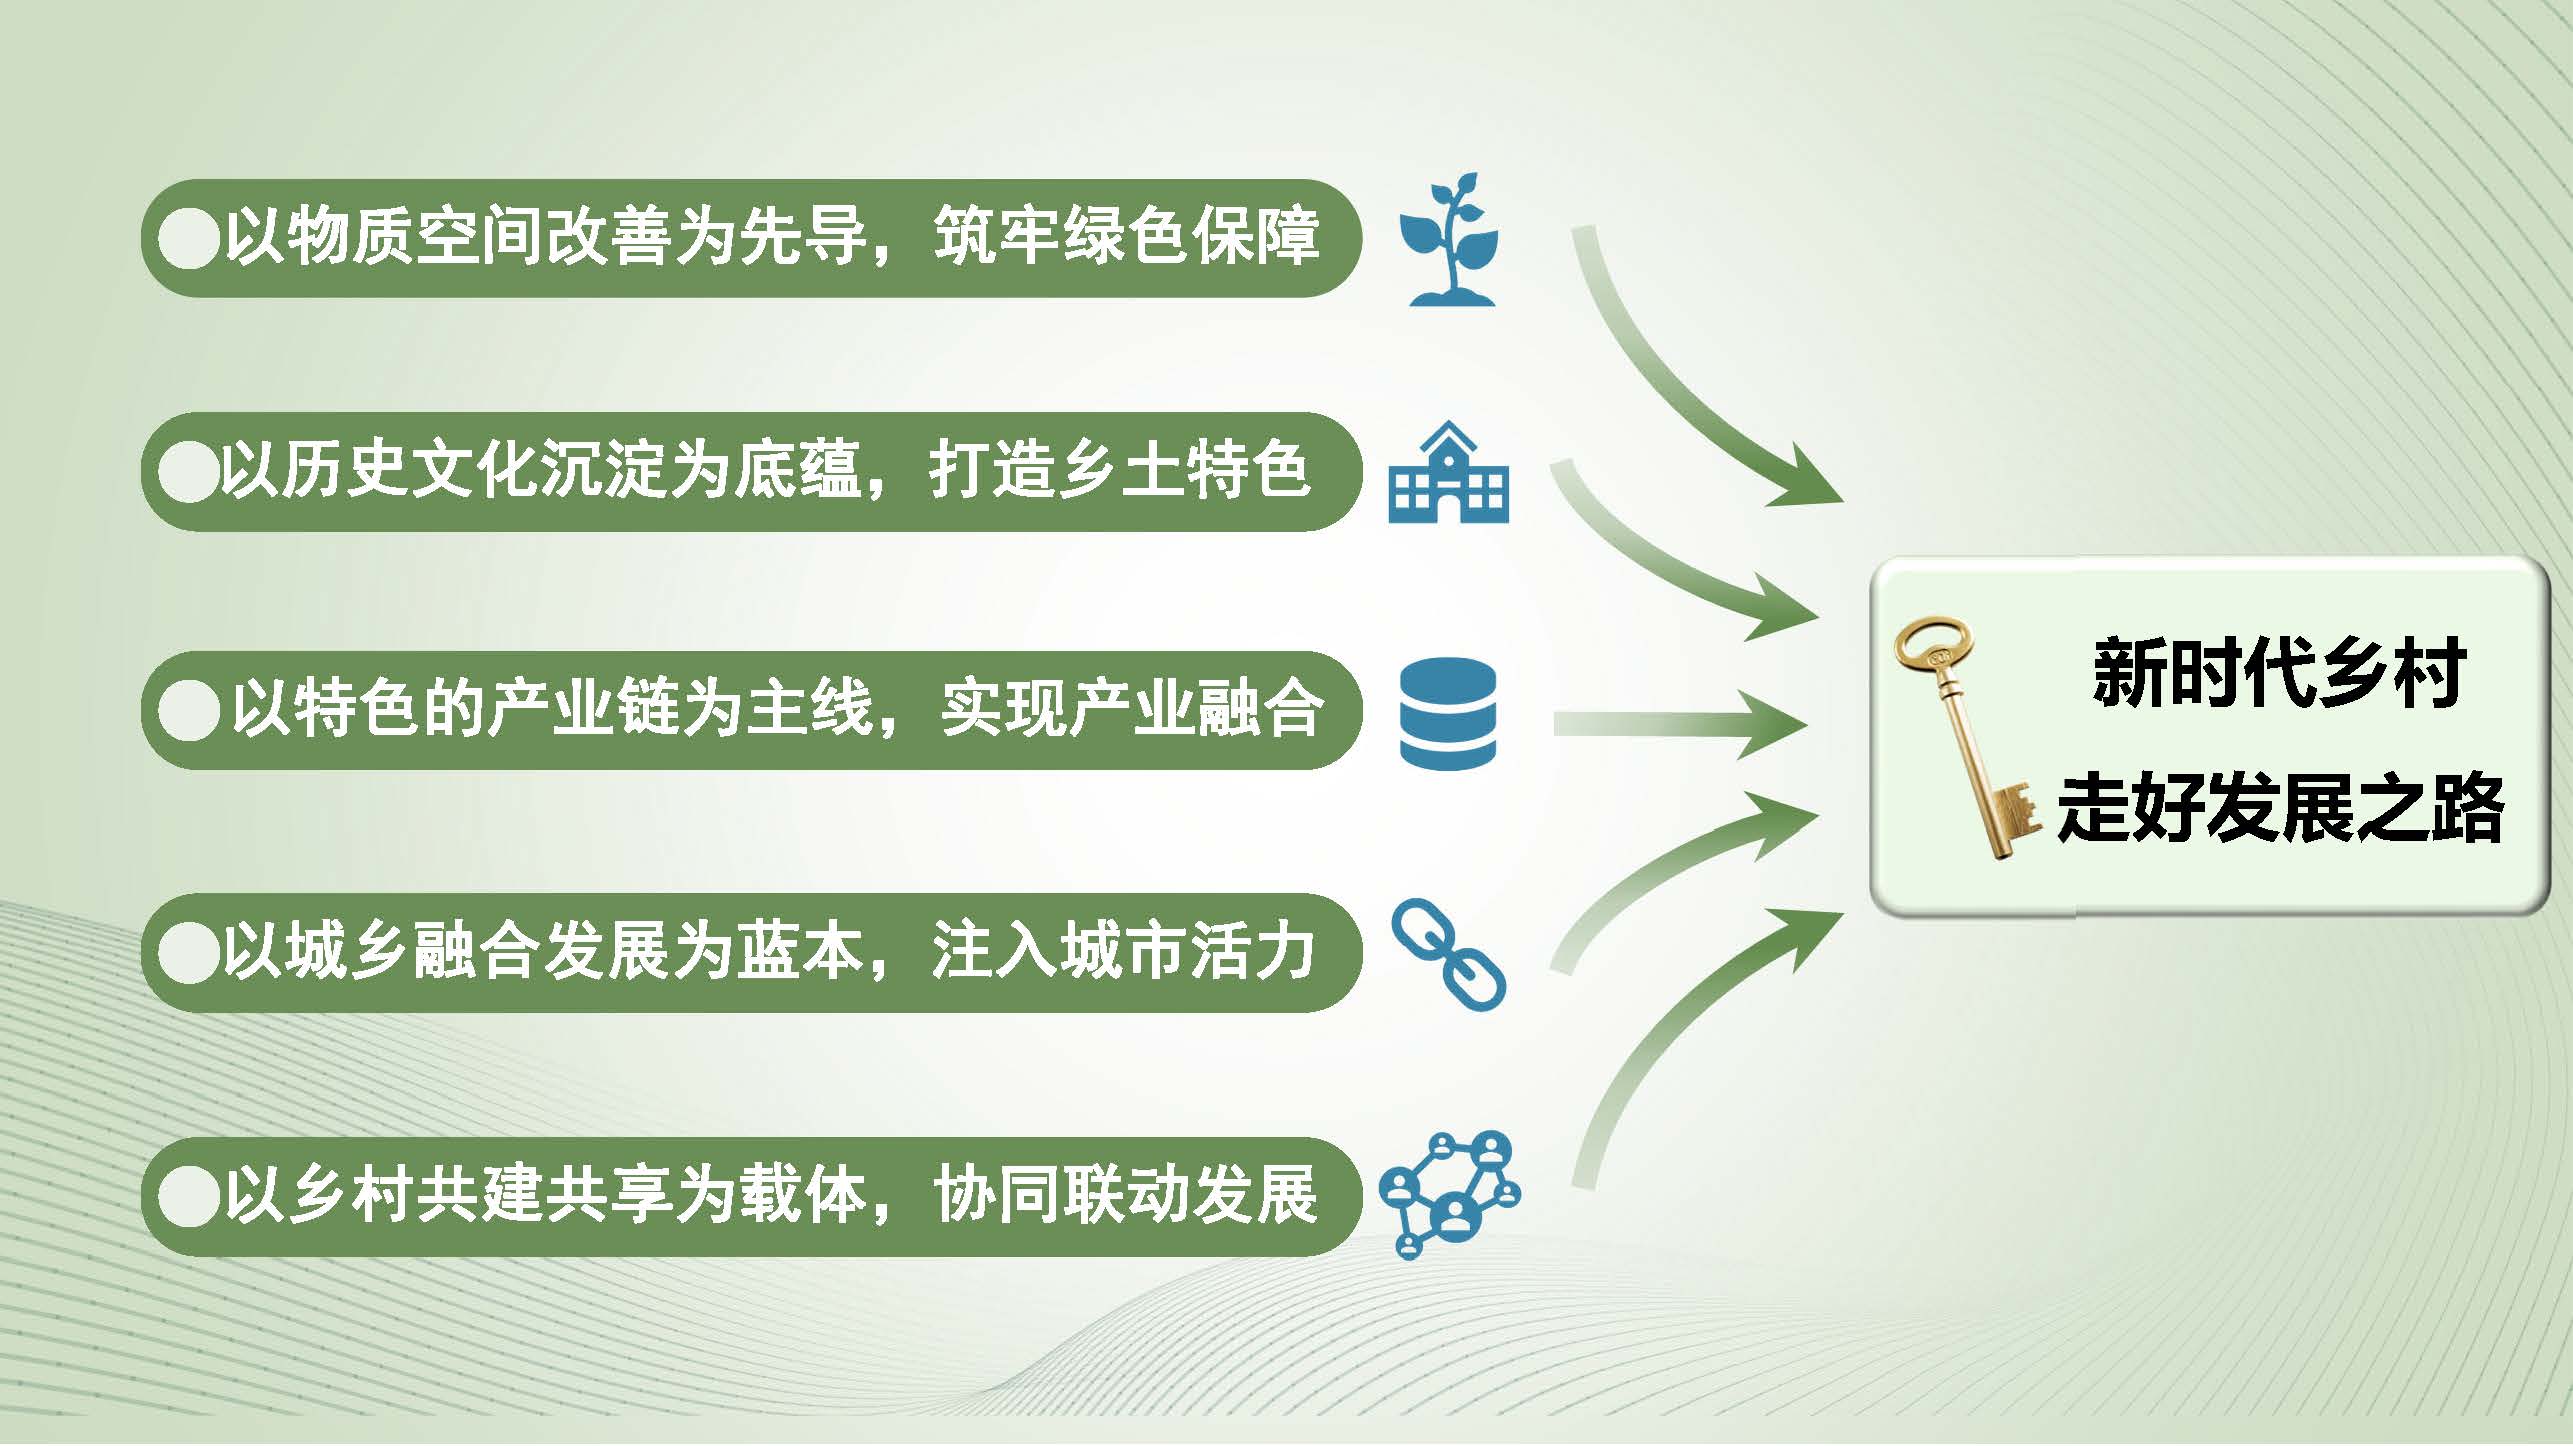 以物质空间改善为先导，筑牢绿色保障
以历史文化沉淀为底蕴，打造乡土特色
以特色的产业链为主线，实现产业融合
以城乡融合发展为蓝本，注入城市活力
以乡村共建共享为载体，协同联动发展
新时代乡村
走好发展之路